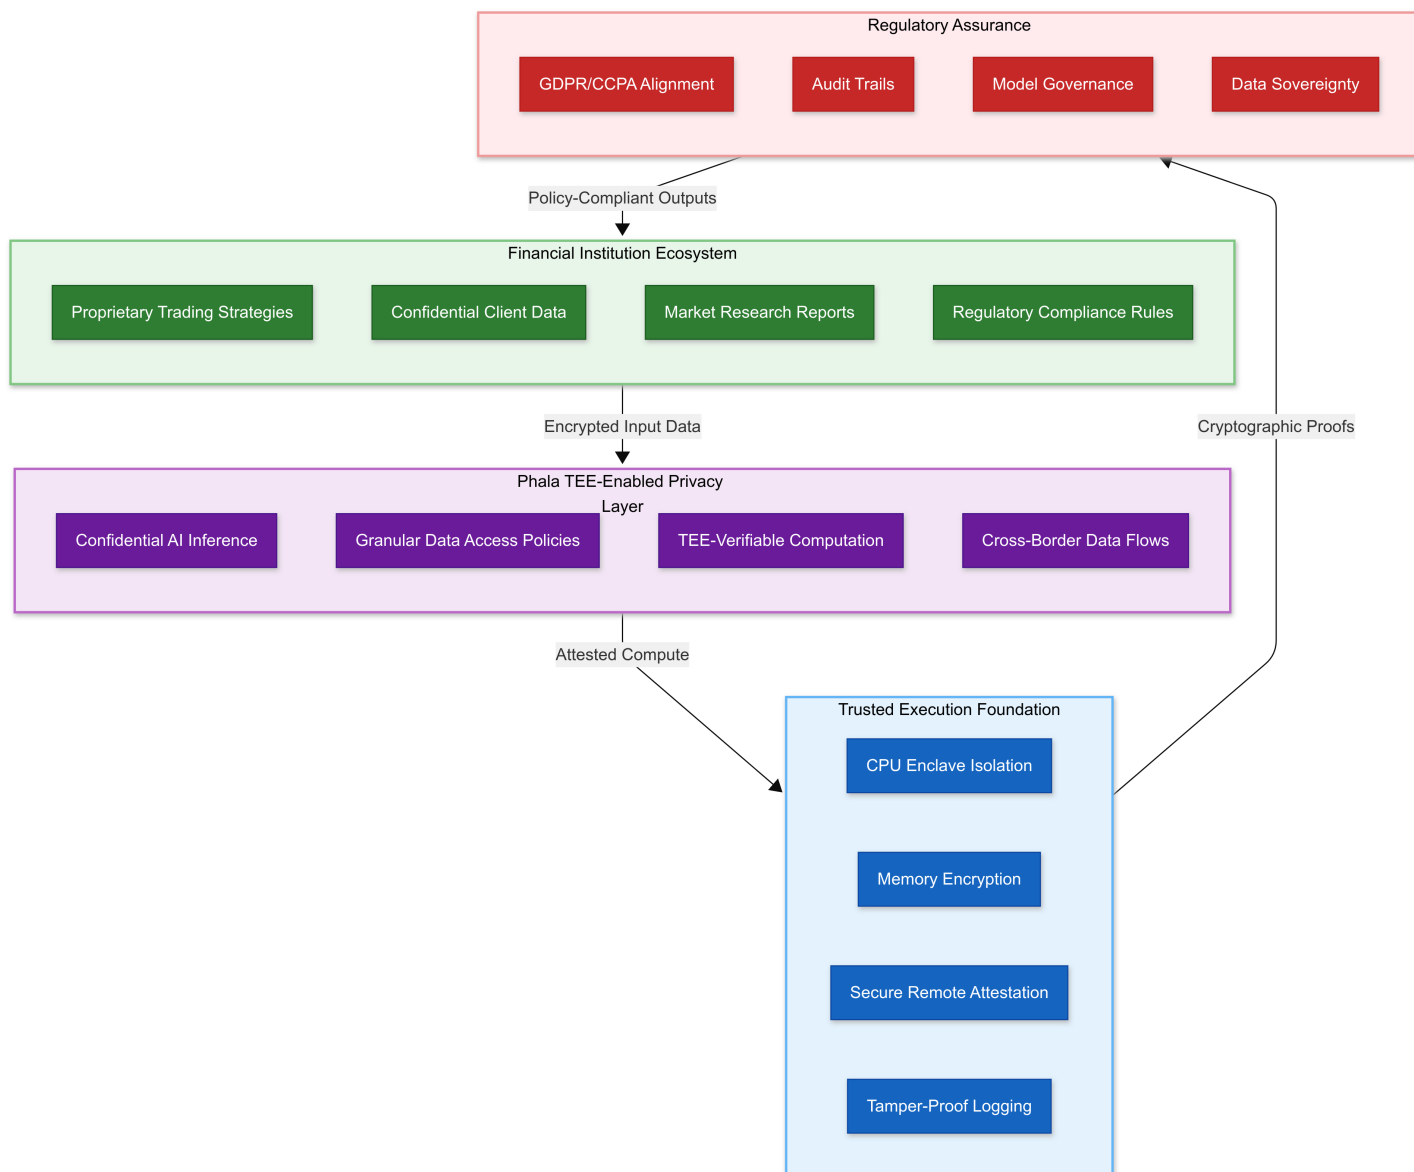 Regulatory Assurance
GDPR/CCPA Alignment
Audit Trails
Model Governance
Data Sovereignty
Policy-Compliant Outputs
Financial Institution Ecosystem
Proprietary Trading Strategies
Confidential Client Data
Market Research Reports
Regulatory Compliance Rules
Encrypted Input Data
Cryptographic Proofs
Phala TEE-Enabled Privacy
Layer
Confidential AI Inference
Granular Data Access Policies
TEE-Verifiable Computation
Cross-Border Data Flows
Attested Compute
Trusted Execution Foundation
CPU Enclave Isolation
Memory Encryption
Secure Remote Attestation
Tamper-Proof Logging